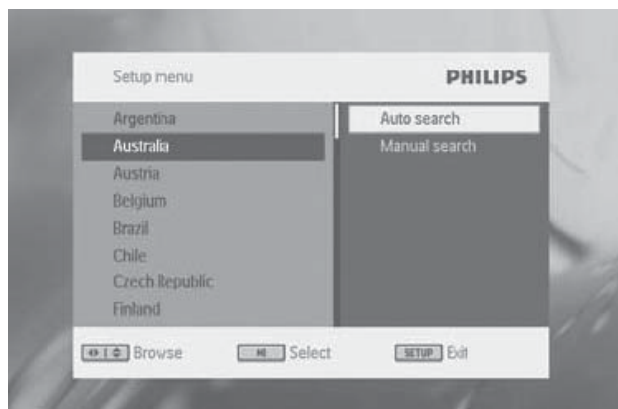 Setup menu
PHILIPS
Argentina
Australia
Austria
Belgium
Brazil
Chile
Czech Republic
Finland
Auto search
Manual search
Browse
Select
SETUP Exit